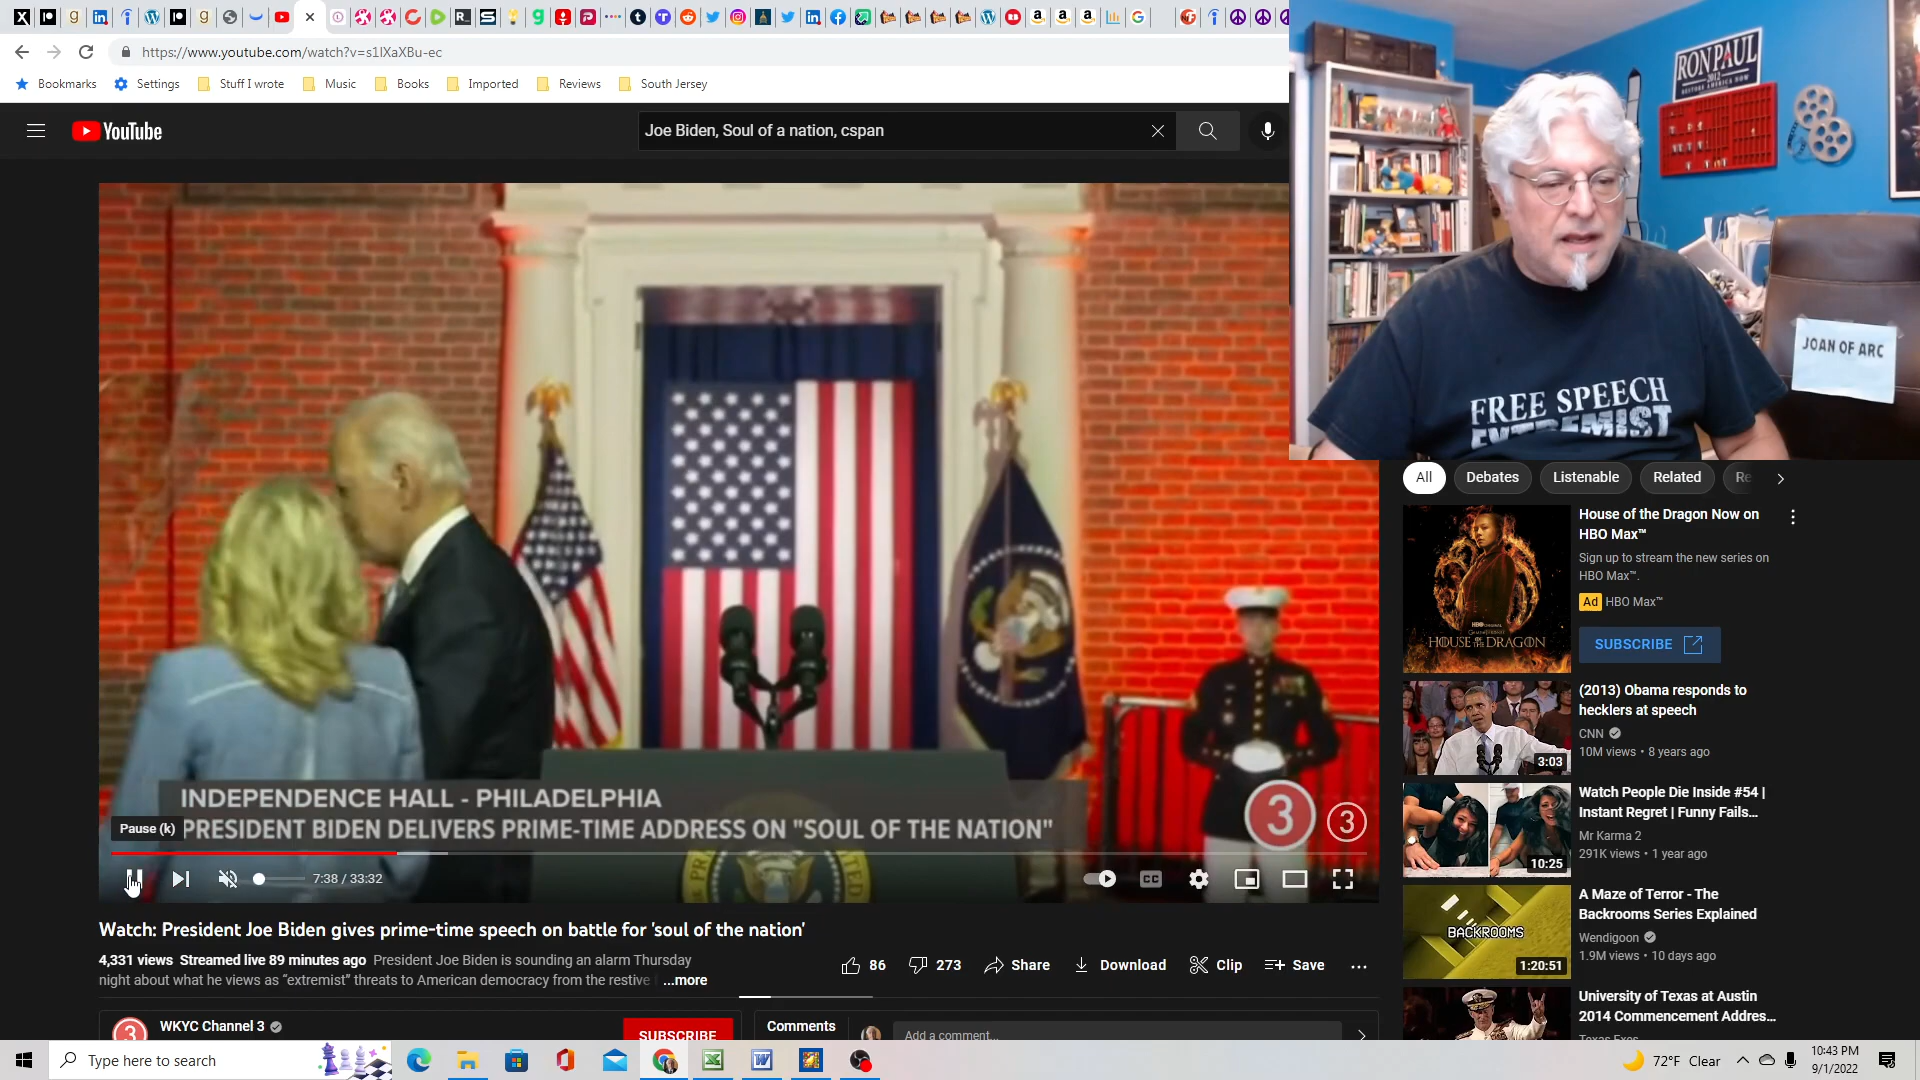 https://www.youtube.com/watch?v=s1lXaXBu-ec
Bookmarks Settings Stuff I wrote Music Books Imported Reviews South Jersey
YouTube
Joe Biden, Soul of a nation, cspan
RON PAUL
2012
RESTORE AMERICA NOW
JOAN OF ARC
FREE SPEECH
EXTREMIST
INDEPENDENCE HALL - PHILADELPHIA
PRESIDENT BIDEN DELIVERS PRIME-TIME ADDRESS ON "SOUL OF THE NATION"
3
3
Pause (k)
7:38 / 33:32
CC
Watch: President Joe Biden gives prime-time speech on battle for 'soul of the nation'
4,331 views Streamed live 89 minutes ago President Joe Biden is sounding an alarm Thursday
night about what he views as "extremist" threats to American democracy from the restive ...more
86 273 Share Download Clip Save
WKYC Channel 3
SUBSCRIBE
Comments
Add a comment...
All Debates Listenable Related Re
House of the Dragon Now on
HBO Max™
Sign up to stream the new series on
HBO Max™.
Ad HBO Max™
SUBSCRIBE
HOUSE OF THE DRAGON
(2013) Obama responds to
hecklers at speech
CNN
10M views • 8 years ago
3:03
Watch People Die Inside #54 |
Instant Regret | Funny Fails...
Mr Karma 2
291K views • 1 year ago
10:25
A Maze of Terror - The
Backrooms Series Explained
Wendigoon
1.9M views • 10 days ago
BACKROOMS
1:20:51
University of Texas at Austin
2014 Commencement Addres...
Texas Exes
Type here to search
72°F Clear
10:43 PM
9/1/2022